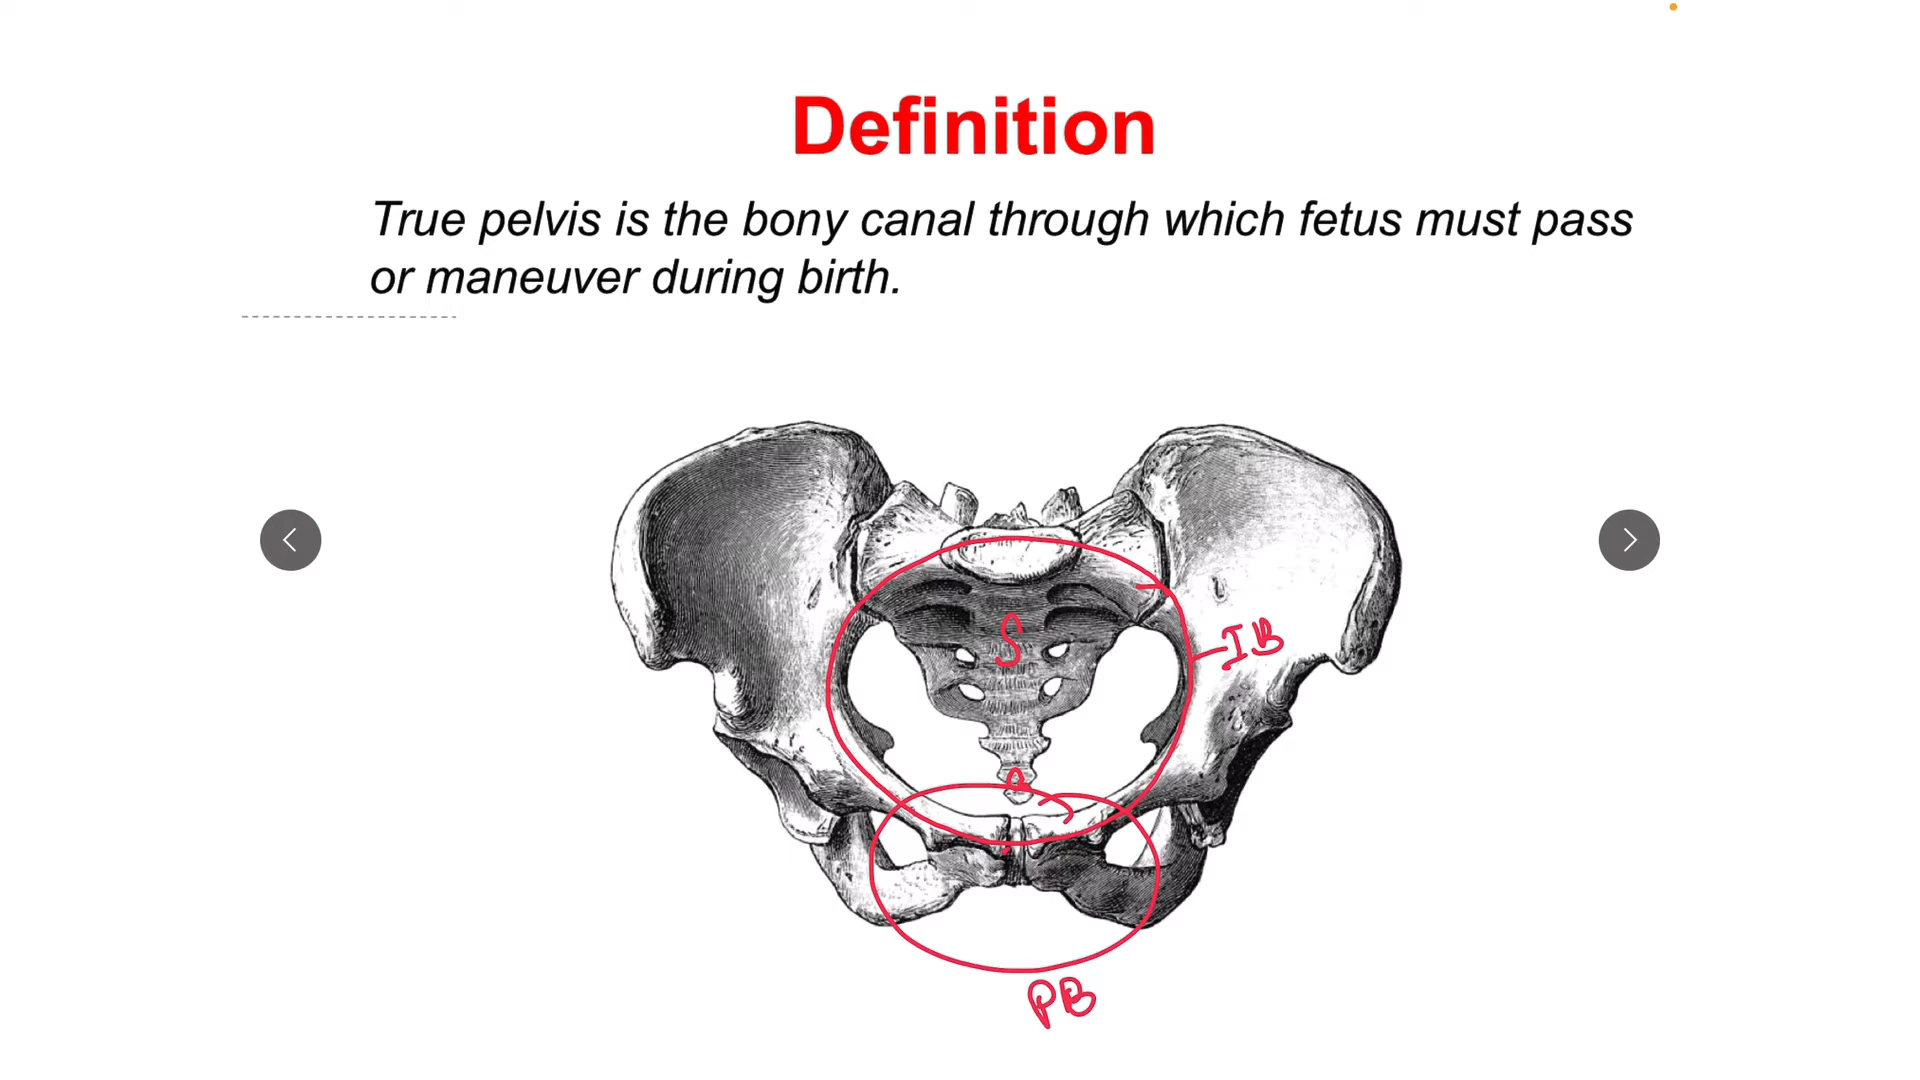 Definition
True pelvis is the bony canal through which fetus must pass
or maneuver during birth.
S
IB
PB